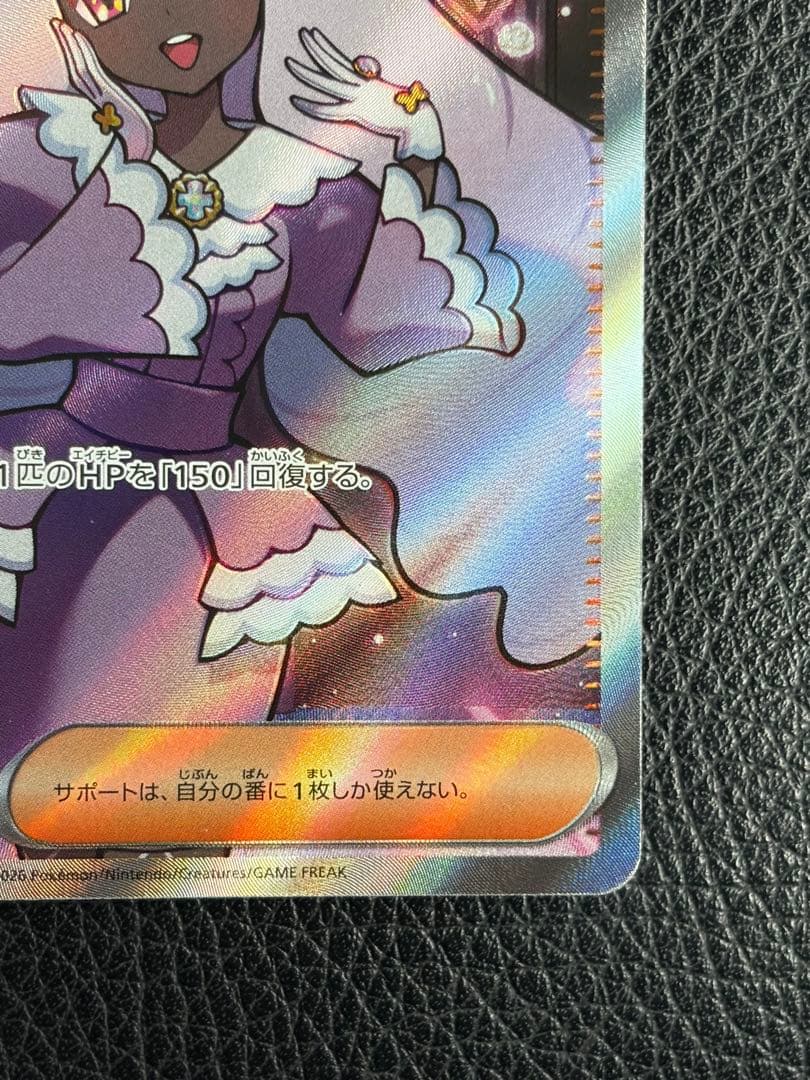 1匹のHPを「150」回復する。
サポートは、自分の番に1枚しか使えない。
026 Pokémon/Nintendo/Creatures/GAME FREAK